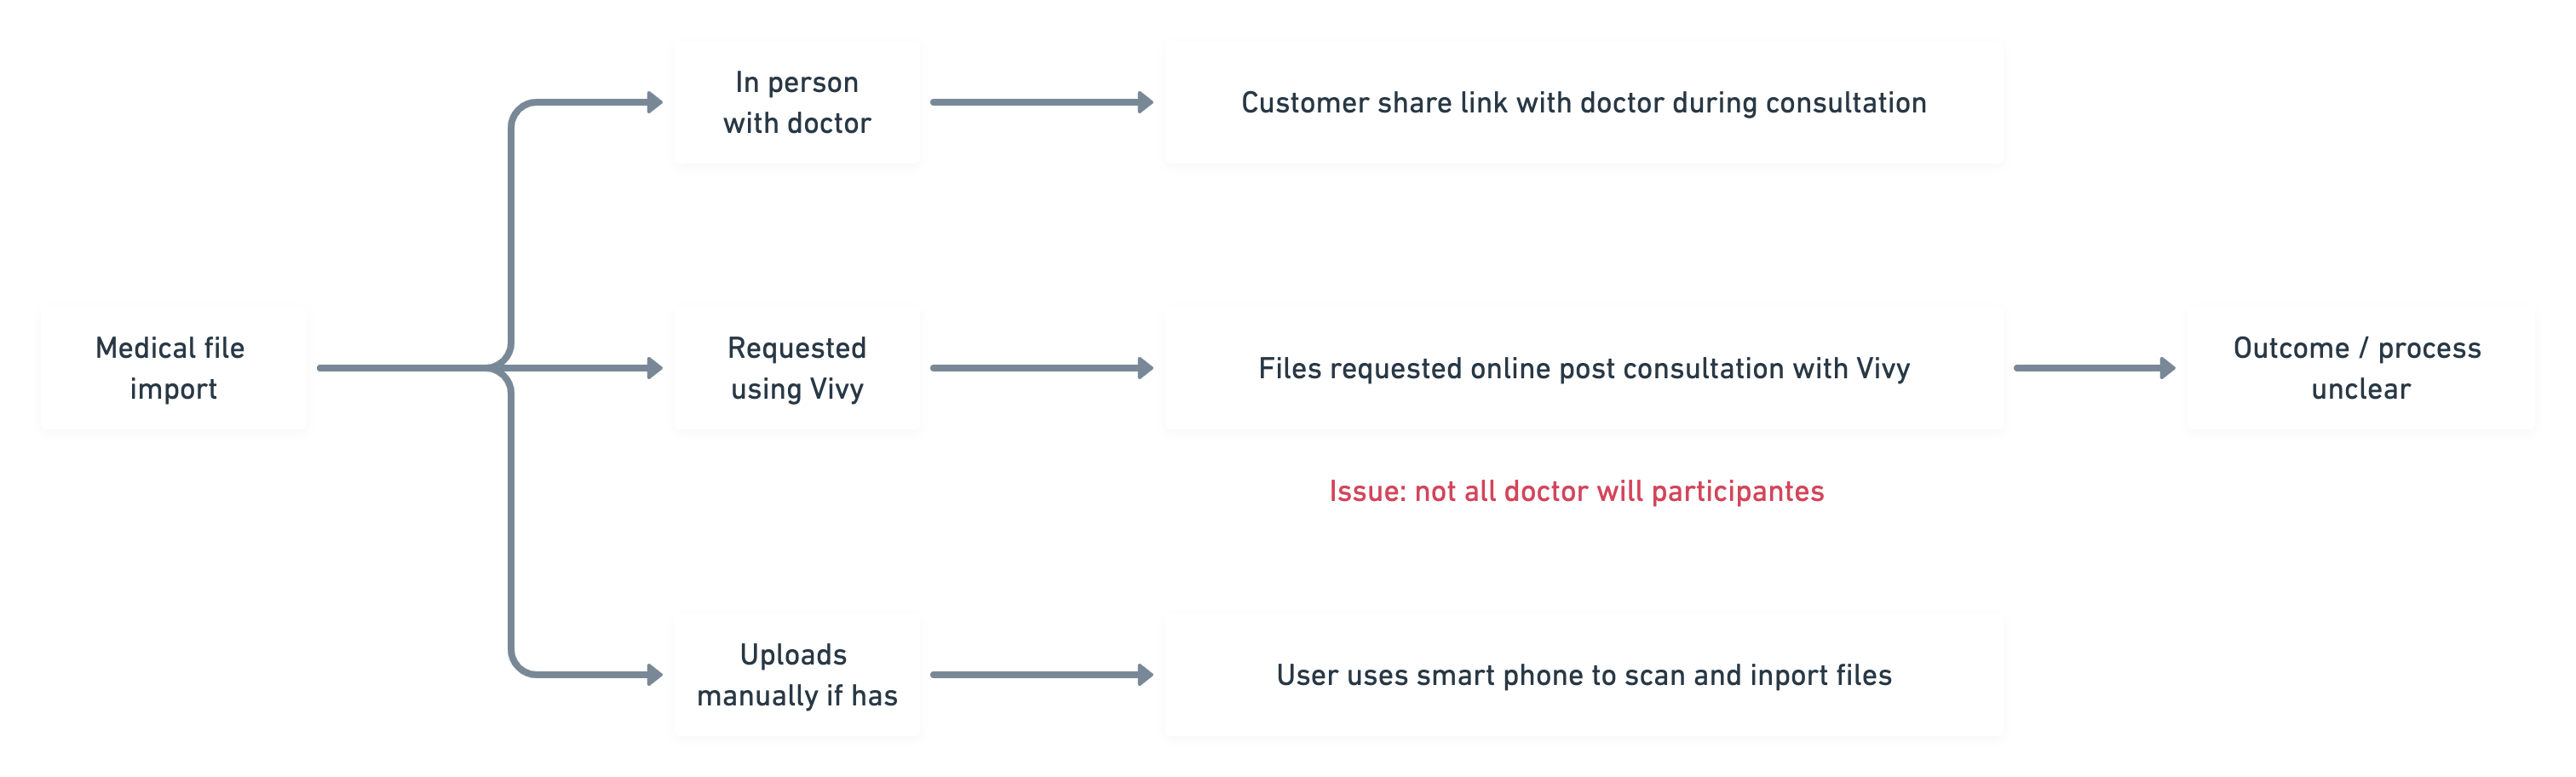 In person
with doctor
Customer share link with doctor during consultation
Medical file
import
Requested
using Vivy
Files requested online post consultation with Vivy
Outcome / process
unclear
Issue: not all doctor will participantes
Uploads
manually if has
User uses smart phone to scan and inport files